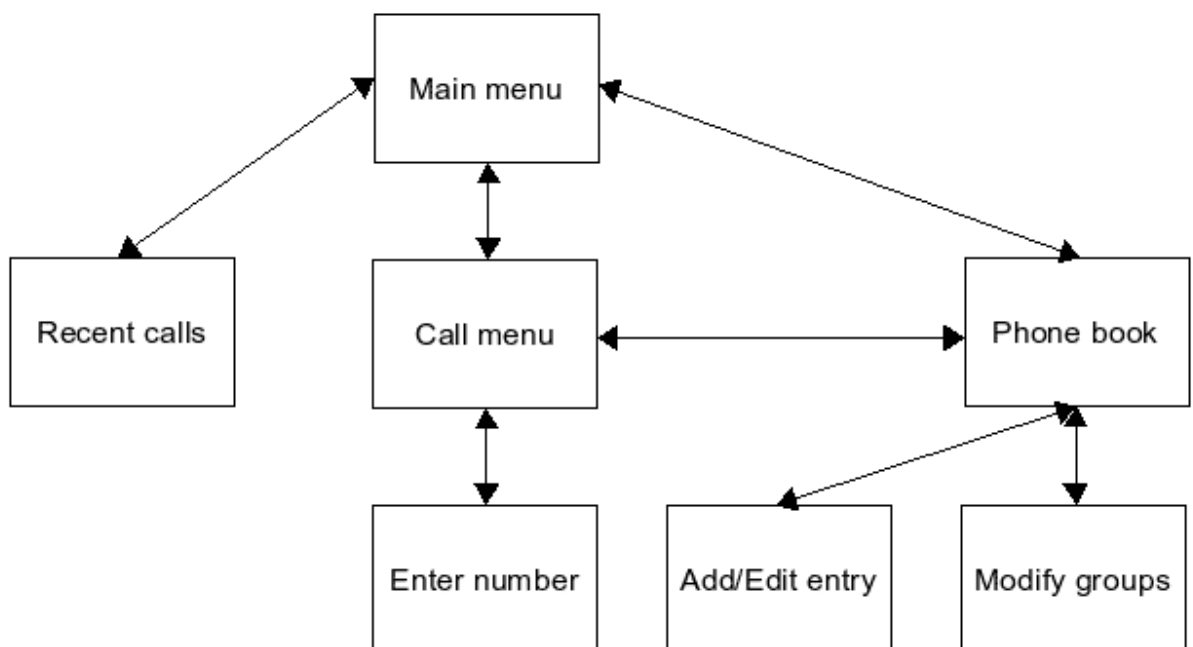 Main menu
Recent calls
Call menu
Phone book
Enter number
Add/Edit entry
Modify groups